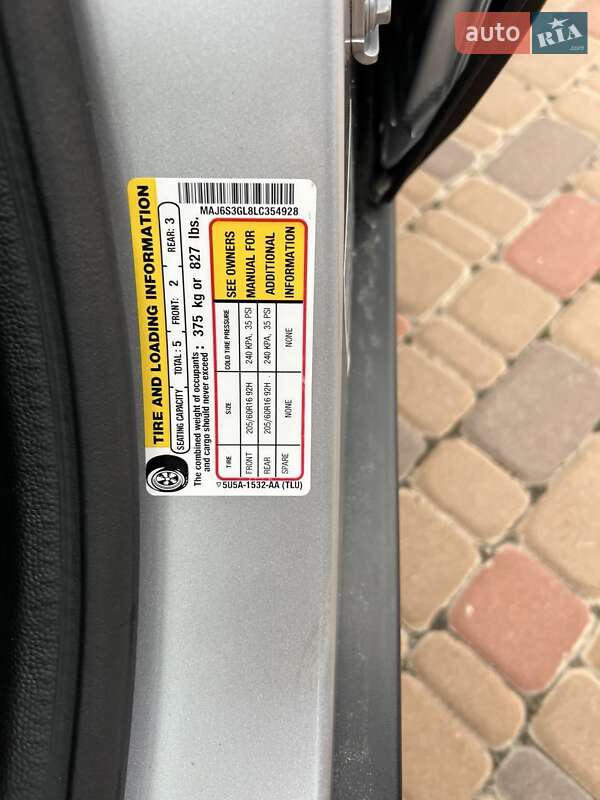 auto RIA .com
TIRE AND LOADING INFORMATION
SEATING CAPACITY TOTAL: 5 FRONT: 2 REAR: 3
The combined weight of occupants and cargo should never exceed: 375 kg or 827 lbs.
TIRE SIZE COLD TIRE PRESSURE
FRONT 205/60R16 92H 240 KPA, 35 PSI
REAR 205/60R16 92H 240 KPA, 35 PSI
SPARE NONE NONE
SEE OWNERS
MANUAL FOR
ADDITIONAL
INFORMATION
5U5A-1532-AA (TLU)
MAJ6S3GL8LC354928